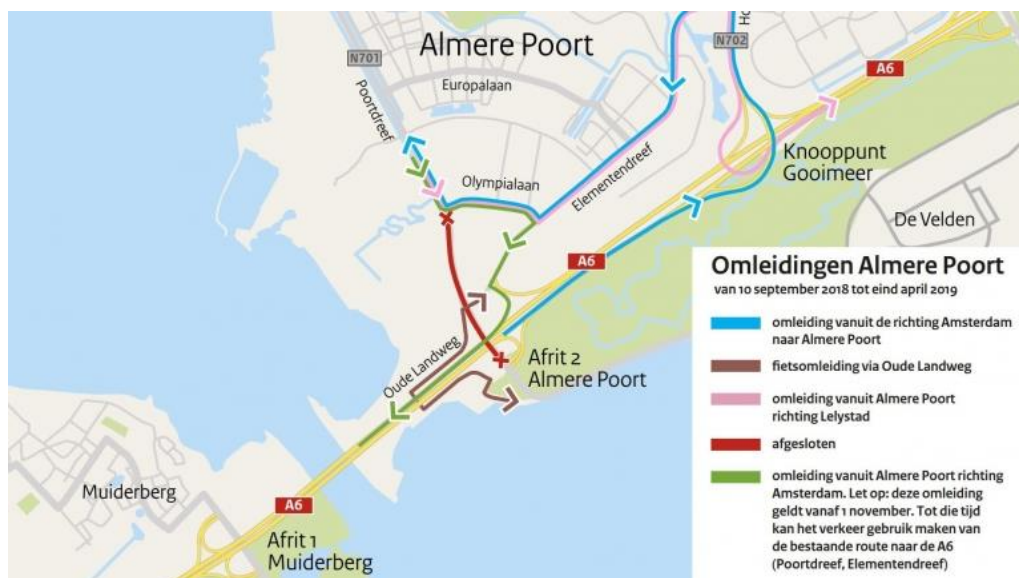 Almere Poort
N701
Poortdreef
Europalaan
N702
A6
Olympialaan
Elementendreef
Knooppunt
Gooimeer
De Velden
A6
Oude Landweg
Afrit 2
Almere Poort
Muiderberg
A6
Afrit 1
Muiderberg
Omleidingen Almere Poort
van 10 september 2018 tot eind april 2019
omleiding vanuit de richting Amsterdam
naar Almere Poort
fietsomleiding via Oude Landweg
omleiding vanuit Almere Poort
richting Lelystad
afgesloten
omleiding vanuit Almere Poort richting
Amsterdam. Let op: deze omleiding
geldt vanaf 1 november. Tot die tijd
kan het verkeer gebruik maken van
de bestaande route naar de A6
(Poortdreef, Elementendreef)